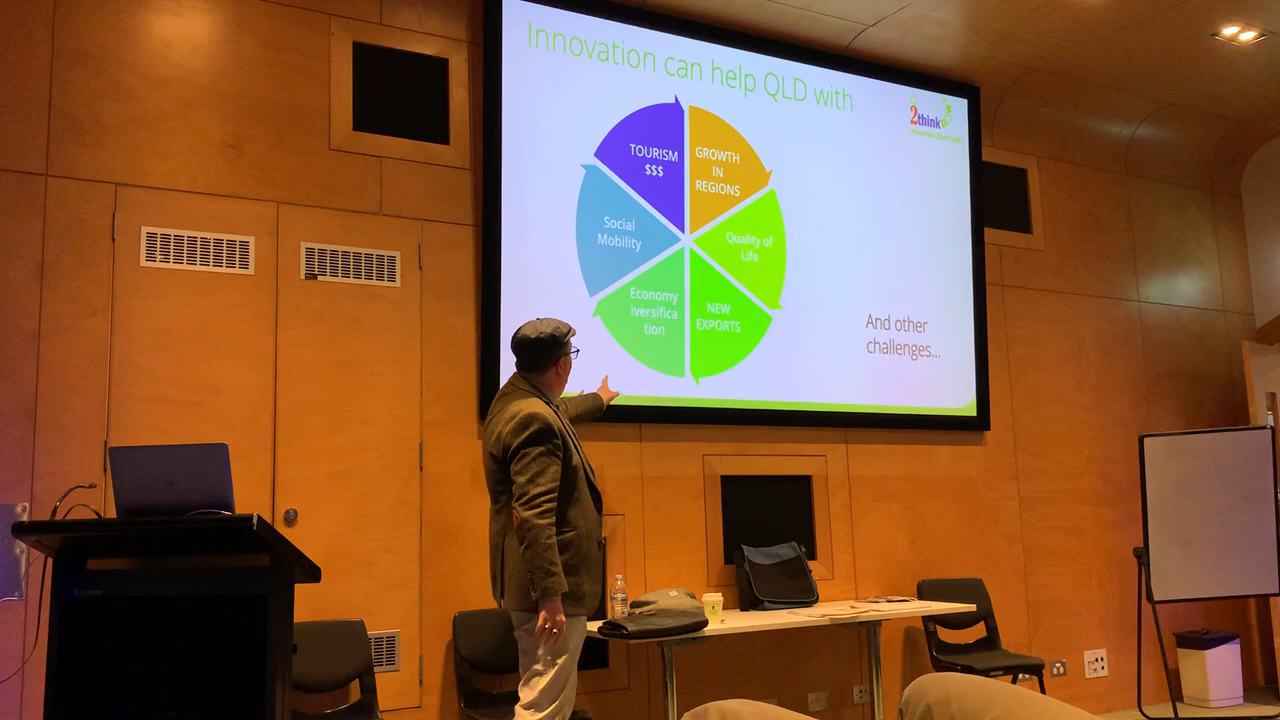 Innovation can help QLD with
2think
TOURISM
$$$
GROWTH
IN
REGIONS
Social
Mobility
Quality of
Life
Economy
iversifica
tion
NEW
EXPORTS
And other
challenges...